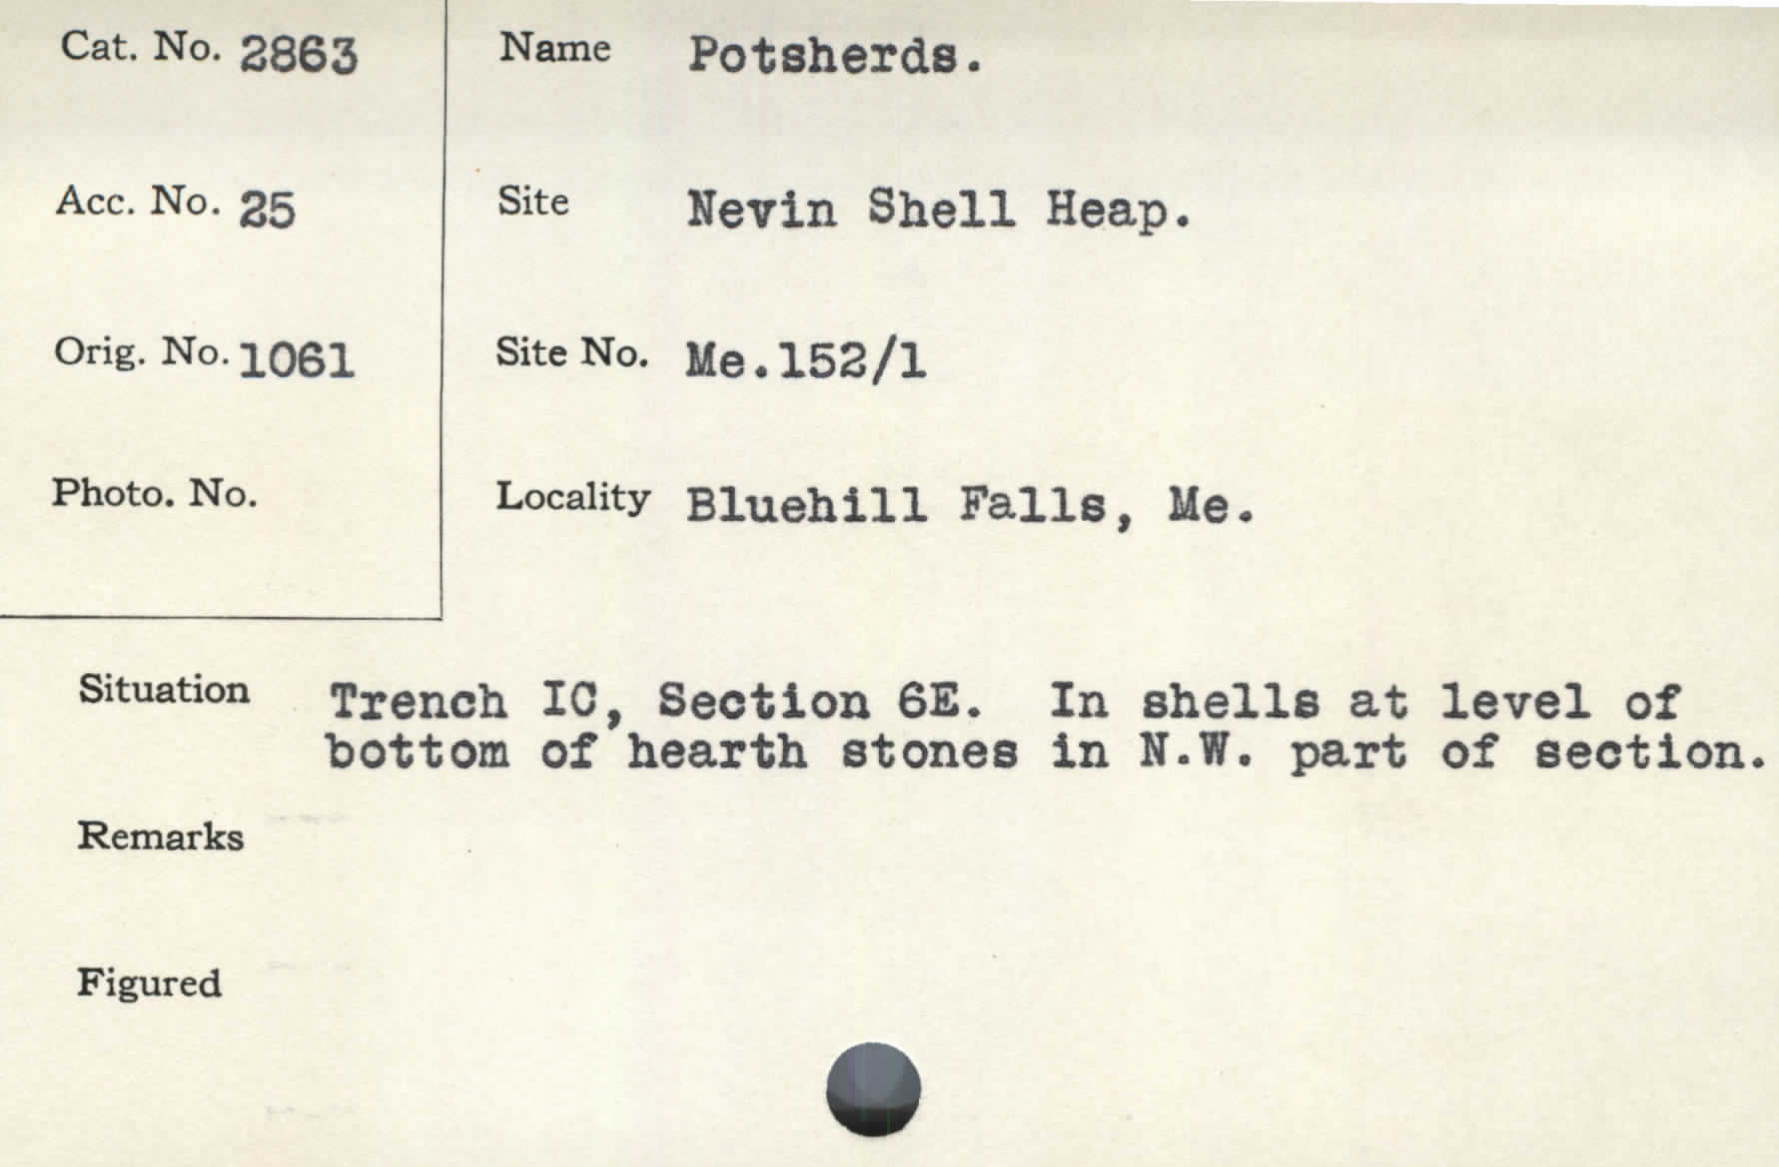 Cat. No. 2863
Name Potsherds.
Acc. No. 25
Site Nevin Shell Heap.
Orig. No. 1061
Site No. Me.152/1
Photo. No.
Locality Bluehill Falls, Me.
Situation Trench IC, Section 6E. In shells at level of
bottom of hearth stones in N.W. part of section.
Remarks
Figured